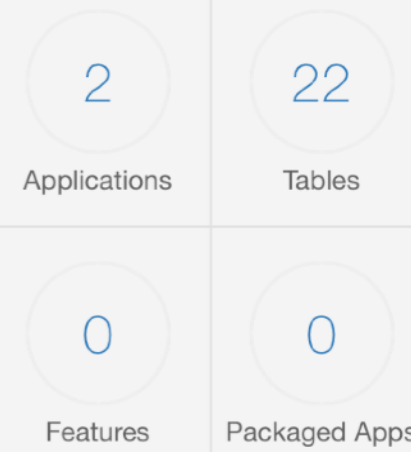 2
22
Applications
Tables
0
0
Features
Packaged Apps